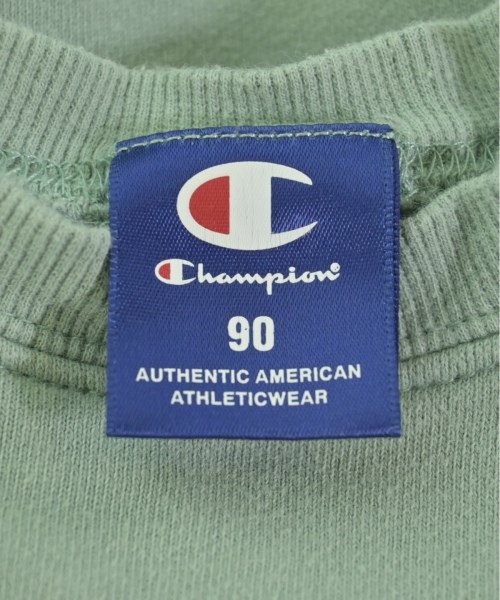 Champion
90
AUTHENTIC AMERICAN
ATHLETICWEAR